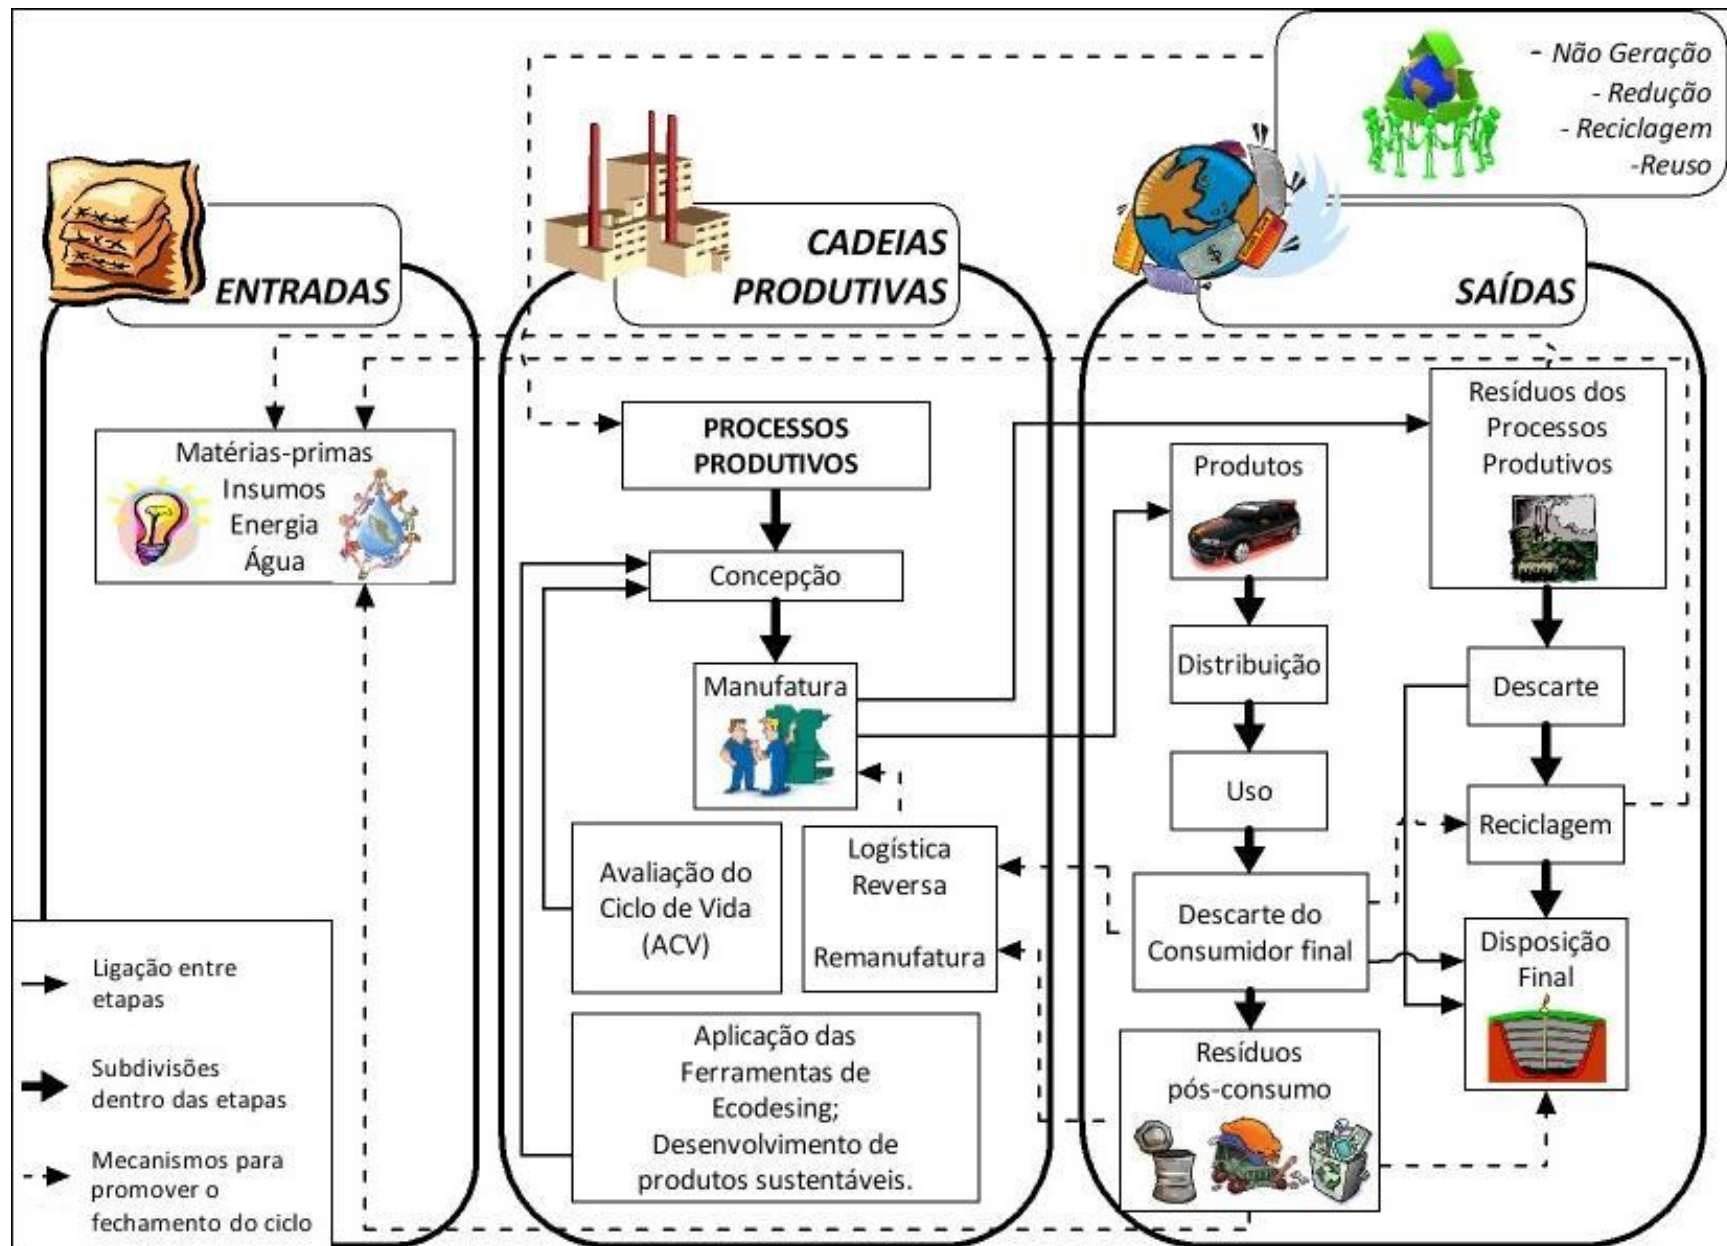 - Não Geração
- Redução
- Reciclagem
-Reuso
ENTRADAS
Matérias-primas
Insumos
Energia
Água
Ligação entre
etapas
Subdivisões
dentro das etapas
Mecanismos para
promover o
fechamento do ciclo
CADEIAS
PRODUTIVAS
PROCESSOS
PRODUTIVOS
Concepção
Manufatura
Avaliação do
Ciclo de Vida
(ACV)
Logística
Reversa
Remanufatura
Aplicação das
Ferramentas de
Ecodesing;
Desenvolvimento de
produtos sustentáveis.
SAÍDAS
$
Produtos
Distribuição
Uso
Descarte do
Consumidor final
Resíduos
pós-consumo
Resíduos dos
Processos
Produtivos
Descarte
Reciclagem
Disposição
Final